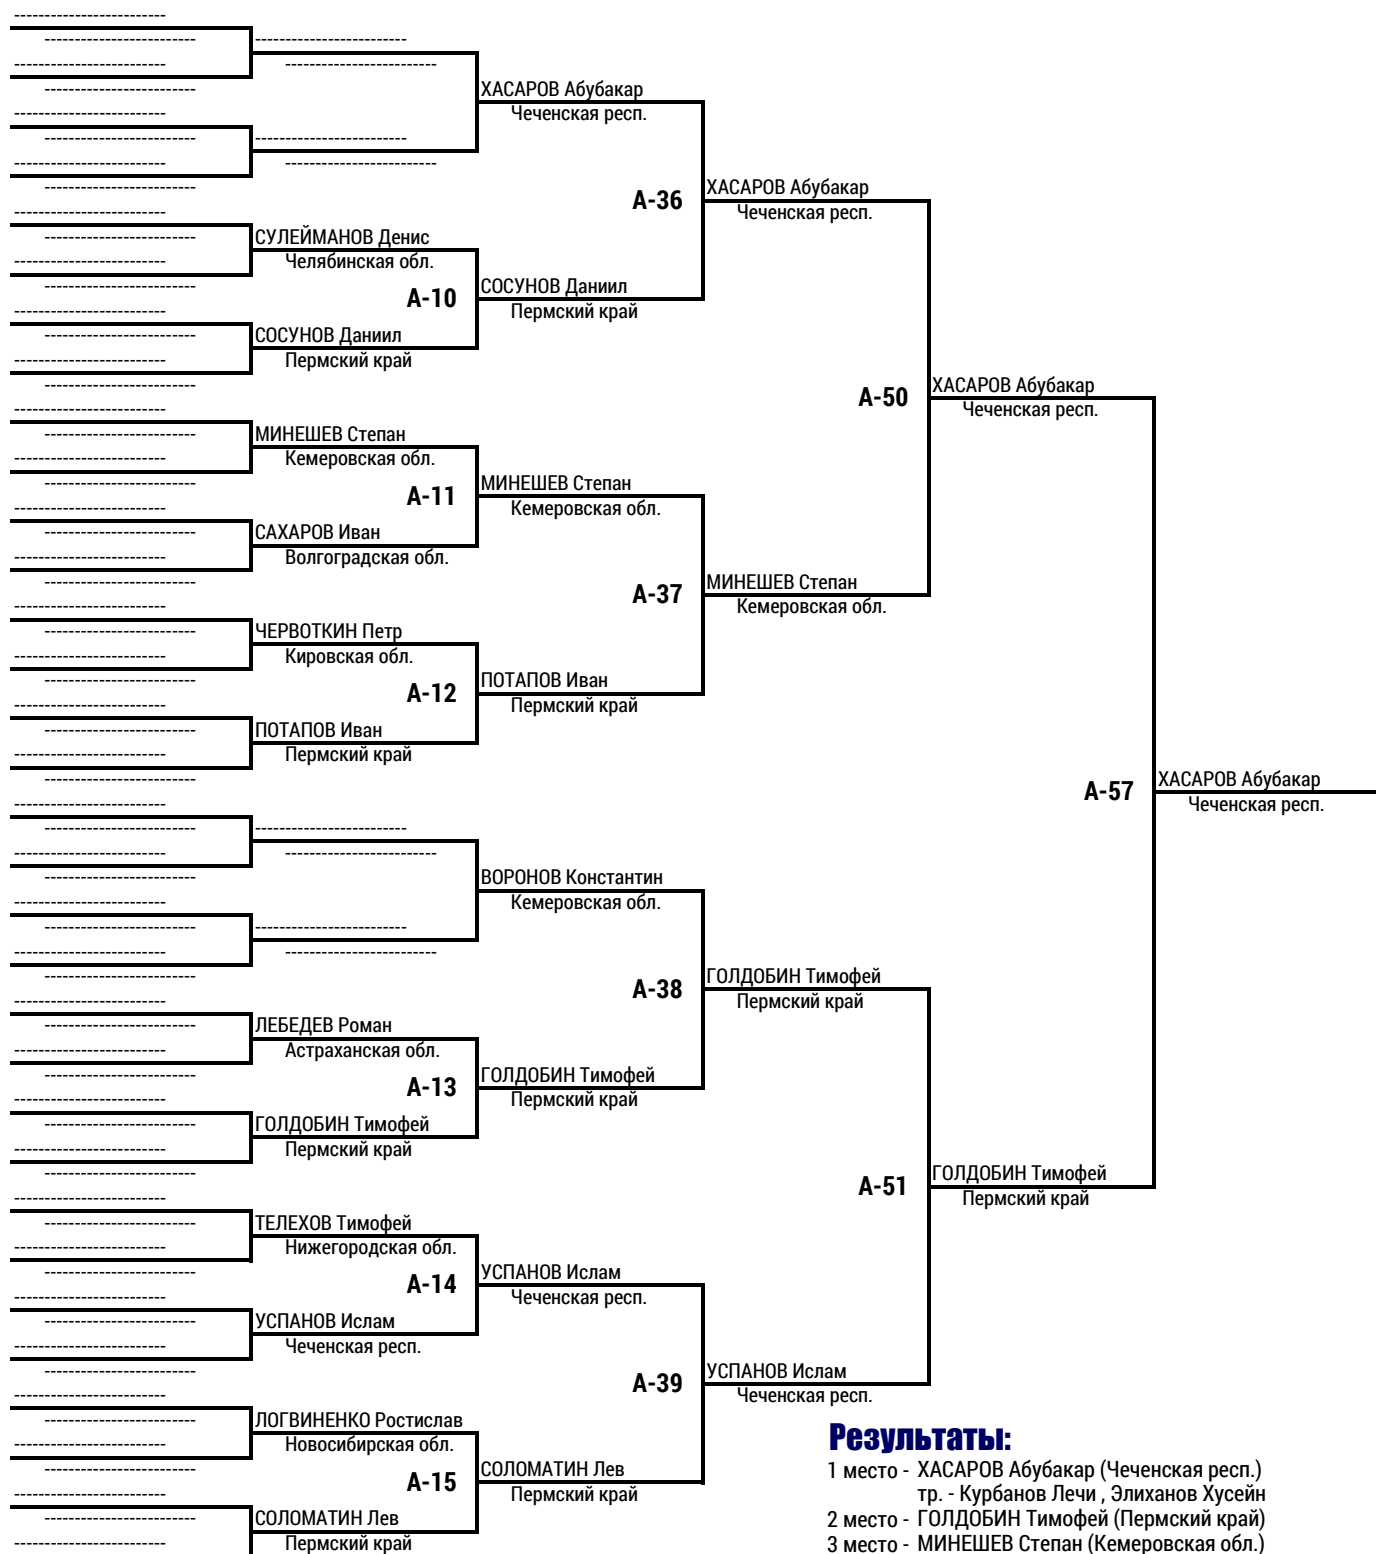 ХАСАРОВ Абубакар
Чеченская респ.
А-36
ХАСАРОВ Абубакар
Чеченская респ.
СУЛЕЙМАНОВ Денис
Челябинская обл.
А-10
СОСУНОВ Даниил
Пермский край
СОСУНОВ Даниил
Пермский край
А-50
ХАСАРОВ Абубакар
Чеченская респ.
МИНЕШЕВ Степан
Кемеровская обл.
А-11
МИНЕШЕВ Степан
Кемеровская обл.
САХАРОВ Иван
Волгоградская обл.
А-37
МИНЕШЕВ Степан
Кемеровская обл.
ЧЕРВОТКИН Петр
Кировская обл.
А-12
ПОТАПОВ Иван
Пермский край
ПОТАПОВ Иван
Пермский край
А-57
ХАСАРОВ Абубакар
Чеченская респ.
ВОРОНОВ Константин
Кемеровская обл.
А-38
ГОЛДОБИН Тимофей
Пермский край
ЛЕБЕДЕВ Роман
Астраханская обл.
А-13
ГОЛДОБИН Тимофей
Пермский край
ГОЛДОБИН Тимофей
Пермский край
А-51
ГОЛДОБИН Тимофей
Пермский край
ТЕЛЕХОВ Тимофей
Нижегородская обл.
А-14
УСПАНОВ Ислам
Чеченская респ.
УСПАНОВ Ислам
Чеченская респ.
А-39
УСПАНОВ Ислам
Чеченская респ.
ЛОГВИНЕНКО Ростислав
Новосибирская обл.
А-15
СОЛОМАТИН Лев
Пермский край
СОЛОМАТИН Лев
Пермский край
Результаты:
1 место - ХАСАРОВ Абубакар (Чеченская респ.)
тр. - Курбанов Лечи , Элиханов Хусейн
2 место - ГОЛДОБИН Тимофей (Пермский край)
3 место - МИНЕШЕВ Степан (Кемеровская обл.)